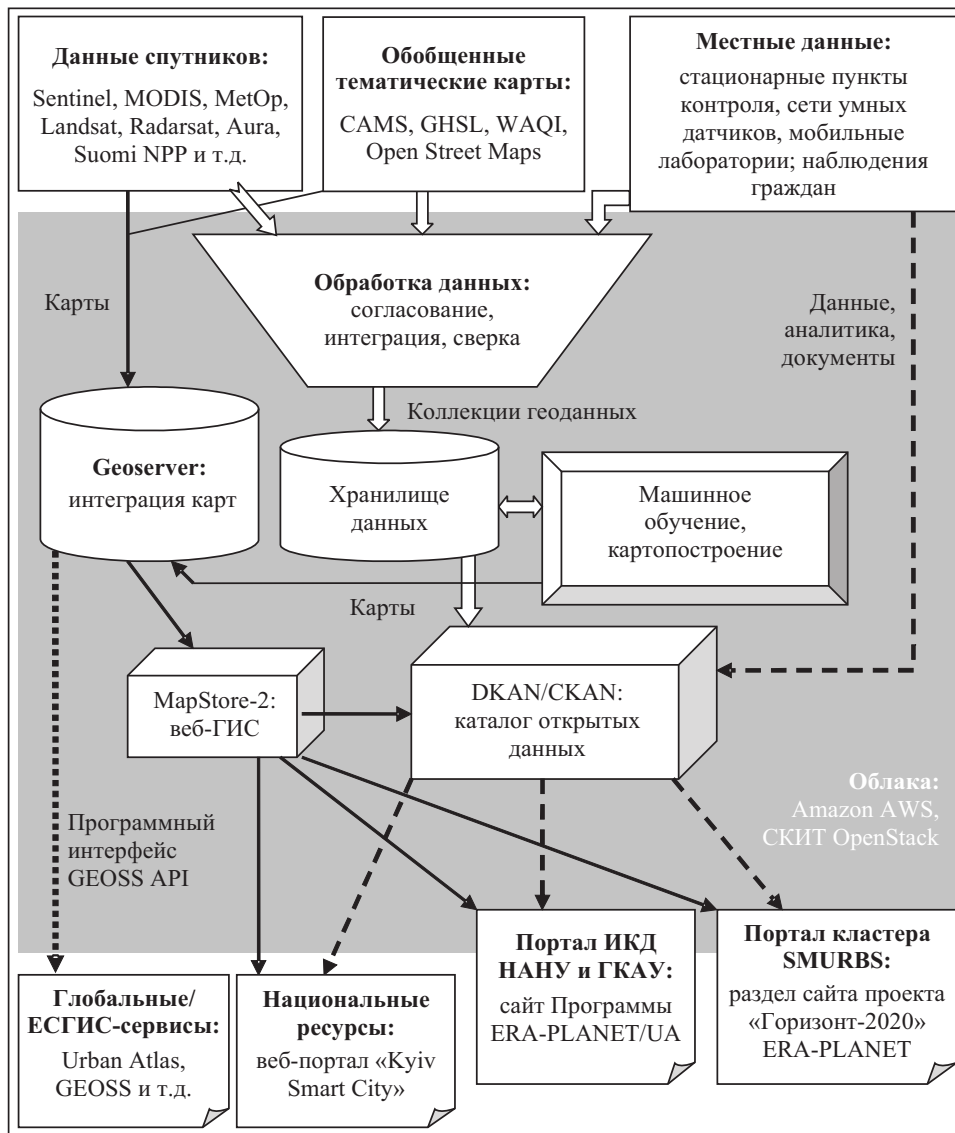 Данные спутников:
Sentinel, MODIS, MetOp,
Landsat, Radarsat, Aura,
Suomi NPP и т.д.
Обобщенные
тематические карты:
CAMS, GHSL, WAQI,
Open Street Maps
Местные данные:
стационарные пункты
контроля, сети умных
датчиков, мобильные
лаборатории; наблюдения
граждан
Карты
Обработка данных:
согласование,
интеграция, сверка
Данные,
аналитика,
документы
Коллекции геоданных
Geoserver:
интеграция карт
Хранилище
данных
Машинное
обучение,
картопостроение
Карты
MapStore-2:
веб-ГИС
DKAN/CKAN:
каталог открытых
данных
Облака:
Amazon AWS,
СКИТ OpenStack
Программный
интерфейс
GEOSS API
Глобальные/
ЕСГИС-сервисы:
Urban Atlas,
GEOSS и т.д.
Национальные
ресурсы:
веб-портал «Kyiv
Smart City»
Портал ИКД
НАНУ и ГКАУ:
сайт Программы
ERA-PLANET/UA
Портал кластера
SMURBS:
раздел сайта проекта
«Горизонт-2020»
ERA-PLANET